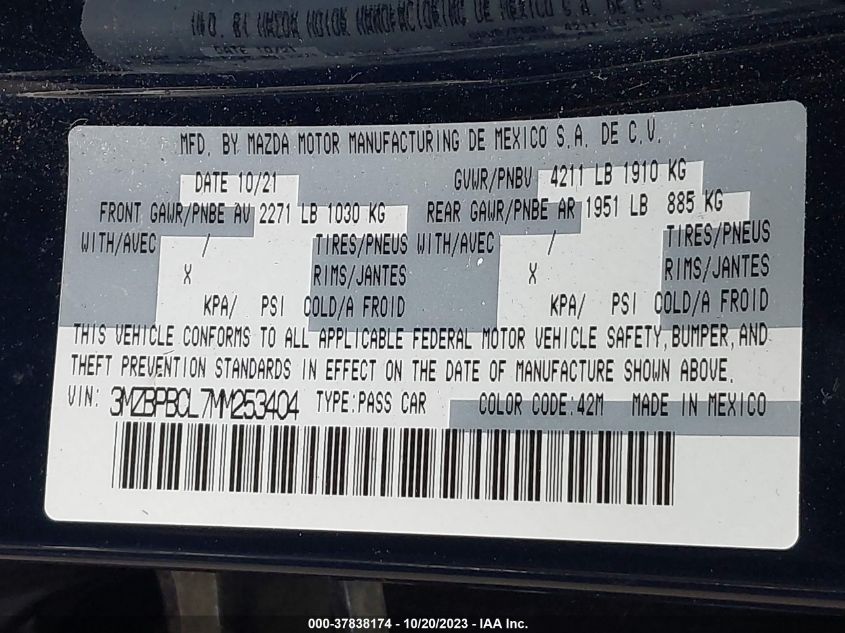 MFD. BY MAZDA MOTOR MANUFACTURING DE MEXICO S.A. DE C.V.
DATE 10/21 GVWR/PNBV 4211 LB 1910 KG
FRONT GAWR/PNBE AV 2271 LB 1030 KG REAR GAWR/PNBE AR 1951 LB 885 KG
WITH/AVEC / TIRES/PNEUS WITH/AVEC / TIRES/PNEUS
X RIMS/JANTES X RIMS/JANTES
KPA/ PSI COLD/A FROID KPA/ PSI COLD/A FROID
THIS VEHICLE CONFORMS TO ALL APPLICABLE FEDERAL MOTOR VEHICLE SAFETY, BUMPER, AND
THEFT PREVENTION STANDARDS IN EFFECT ON THE DATE OF MANUFACTURE SHOWN ABOVE.
VIN: 3MZBPBCL7MM253404 TYPE:PASS CAR COLOR CODE:42M MADE IN MEXICO
000-37838174 - 10/20/2023 - IAA Inc.